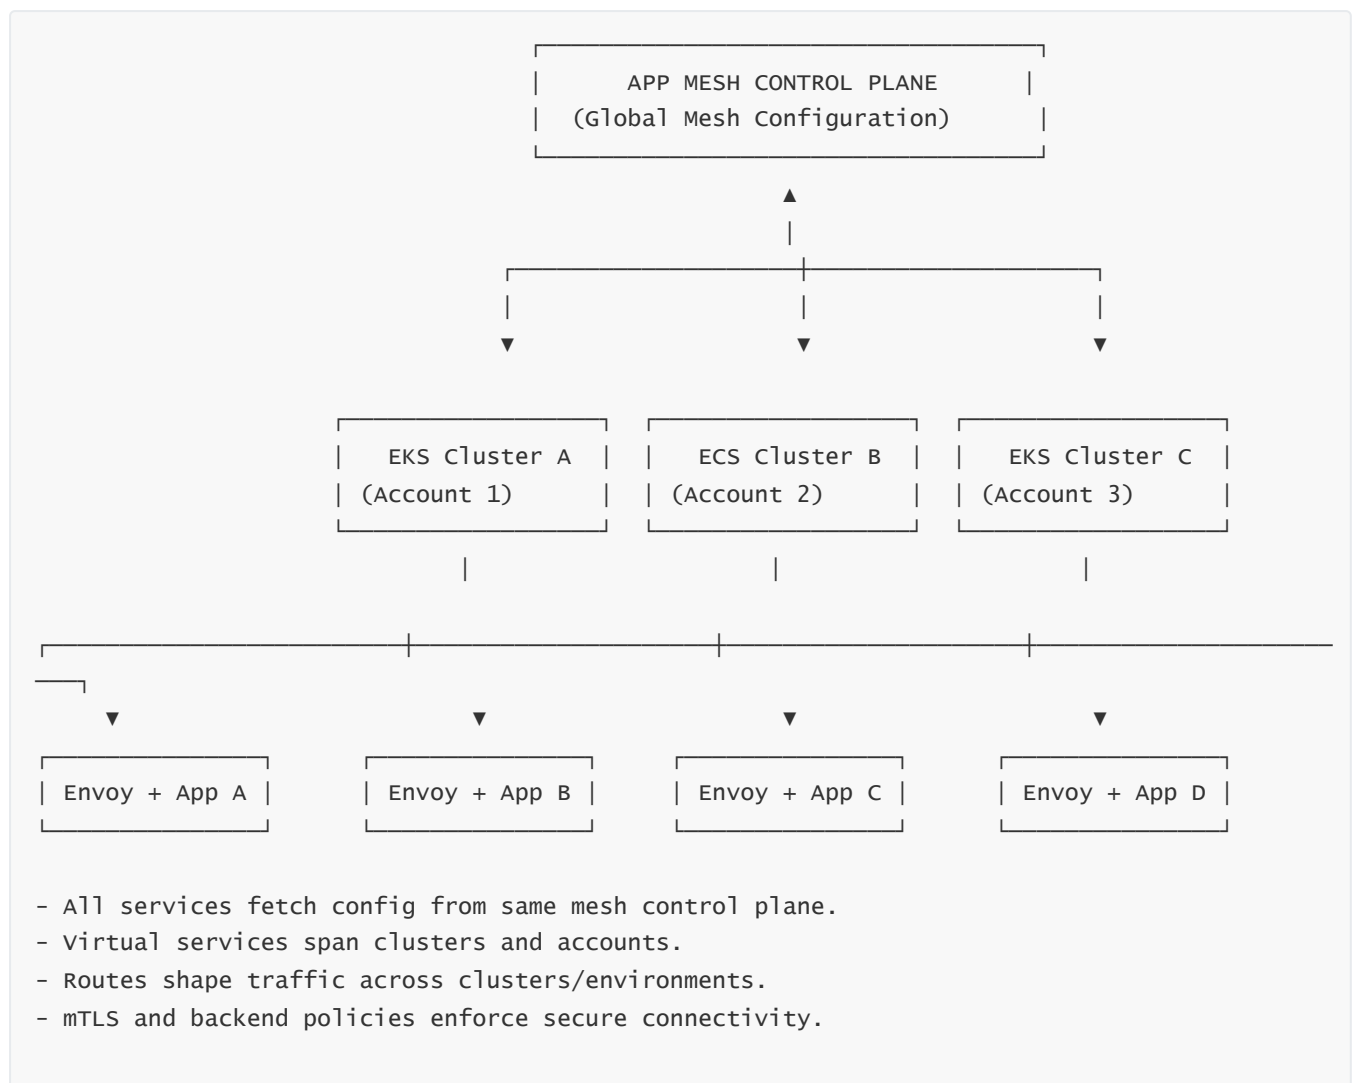 APP MESH CONTROL PLANE
(Global Mesh Configuration)
EKS Cluster A ECS Cluster B EKS Cluster C
(Account 1) (Account 2) (Account 3)
Envoy + App A Envoy + App B Envoy + App C Envoy + App D
- All services fetch config from same mesh control plane.
- Virtual services span clusters and accounts.
- Routes shape traffic across clusters/environments.
- mTLS and backend policies enforce secure connectivity.